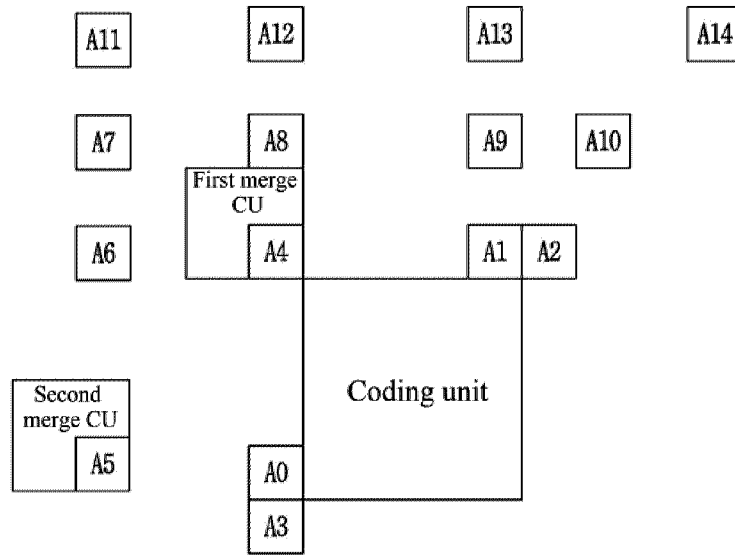 A11
A12
A13
A14
A7
A8
A9
A10
First merge
CU
A6
A4
A1
A2
Second
merge CU
Coding unit
A5
A0
A3